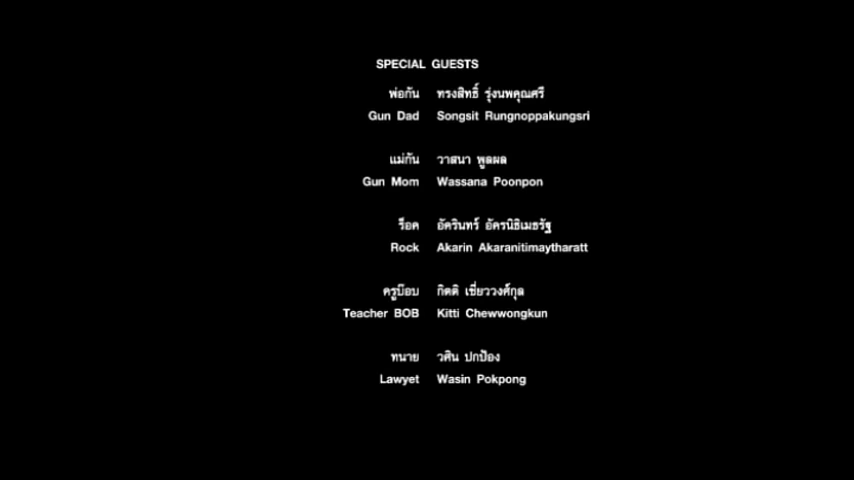 SPECIAL GUESTS
พ่อกัน ทรงสิทธิ์ รุ่งนพคุณศรี
Gun Dad Songsit Rungnoppakungsri
แม่กัน วาสนา พูลผล
Gun Mom Wassana Poonpon
ร็อค อัครินทร์ อัครนิธิเมธรัฐ
Rock Akarin Akaranitimaytharatt
ครูบ๊อบ กิตติ เชี่ยววงศ์กุล
Teacher BOB Kitti Chewwongkun
ทนาย วศิน ปกป้อง
Lawyet Wasin Pokpong